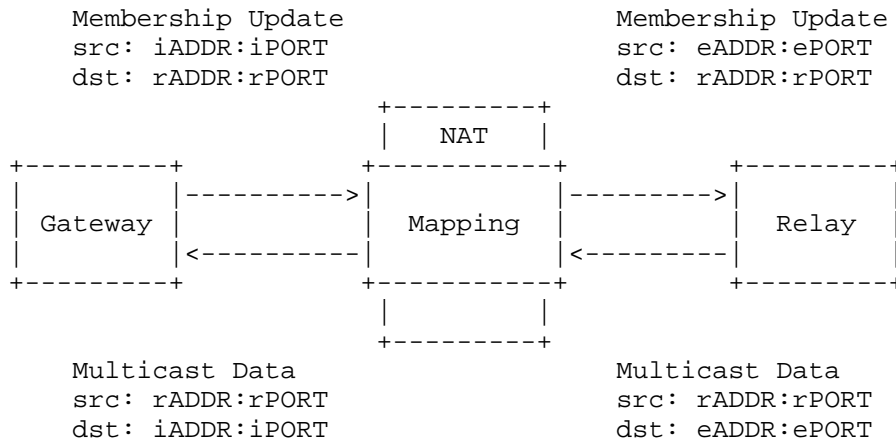 Membership Update Membership Update
src: iADDR:iPORT src: eADDR:ePORT
dst: rADDR:rPORT dst: rADDR:rPORT
NAT
Gateway Mapping Relay
Multicast Data Multicast Data
src: rADDR:rPORT src: rADDR:rPORT
dst: iADDR:iPORT dst: eADDR:ePORT